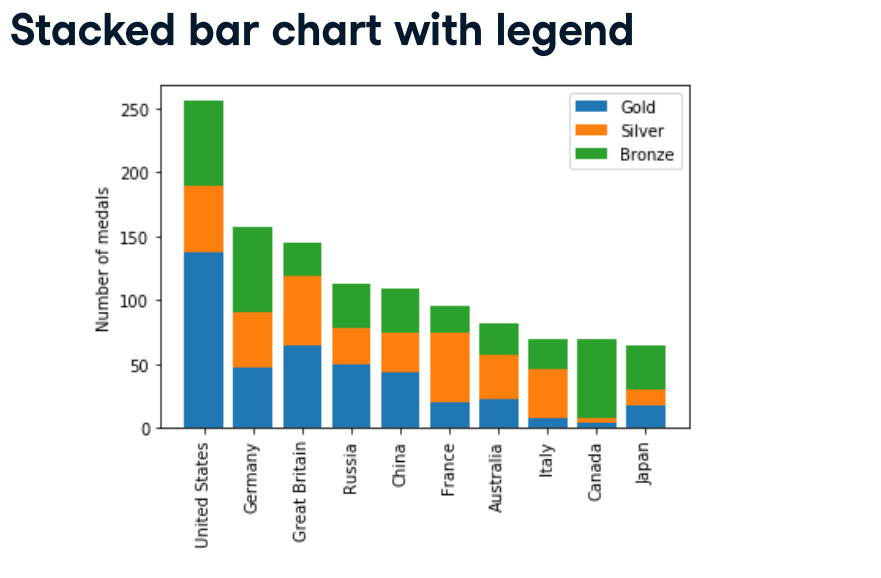 Stacked bar chart with legend
Gold
Silver
Bronze
Number of medals
250
200
150
100
50
0
United States
Germany
Great Britain
Russia
China
France
Australia
Italy
Canada
Japan